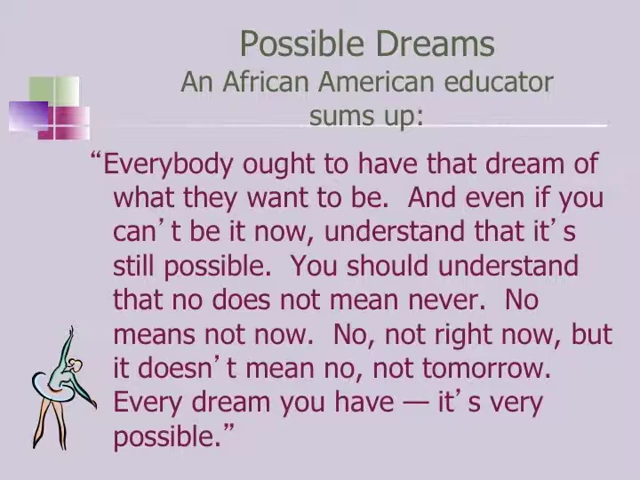 Possible Dreams
An African American educator
sums up:
“Everybody ought to have that dream of
what they want to be.  And even if you
can’t be it now, understand that it’s
still possible.  You should understand
that no does not mean never.  No
means not now.  No, not right now, but
it doesn’t mean no, not tomorrow.
Every dream you have — it’s very
possible.”